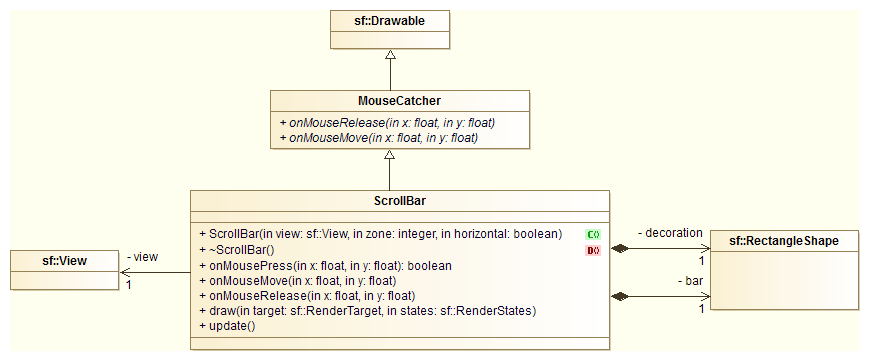 sf::Drawable
MouseCatcher
+ onMouseRelease(in x: float, in y: float)
+ onMouseMove(in x: float, in y: float)
ScrollBar
+ ScrollBar(in view: sf::View, in zone: integer, in horizontal: boolean) C()
+ ~ScrollBar() D()
+ onMousePress(in x: float, in y: float): boolean
+ onMouseMove(in x: float, in y: float)
+ onMouseRelease(in x: float, in y: float)
+ draw(in target: sf::RenderTarget, in states: sf::RenderStates)
+ update()
sf::View
- view
1
- decoration
1
- bar
1
sf::RectangleShape